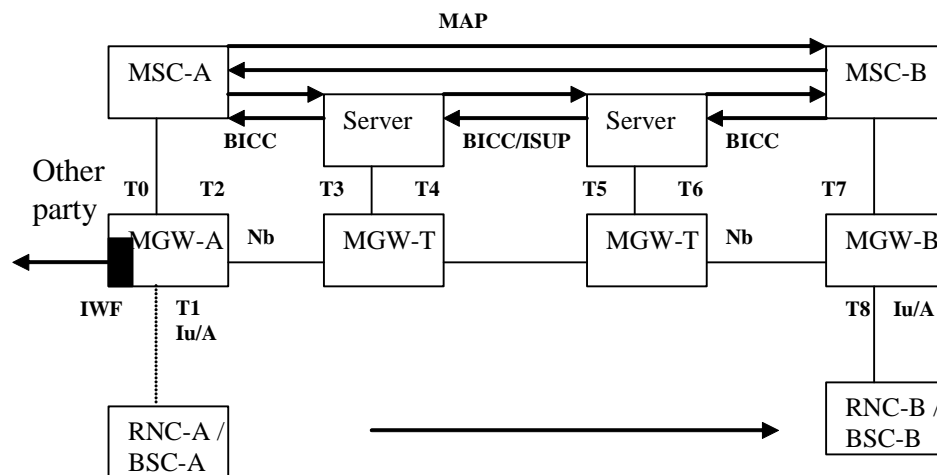 MAP
MSC-A
MSC-B
Server
Server
BICC
BICC/ISUP
BICC
Other
party
T0
T2
T3
T4
T5
T6
T7
MGW-A
Nb
MGW-T
MGW-T
Nb
MGW-B
IWF
T1
Iu/A
T8
Iu/A
RNC-A /
BSC-A
RNC-B /
BSC-B